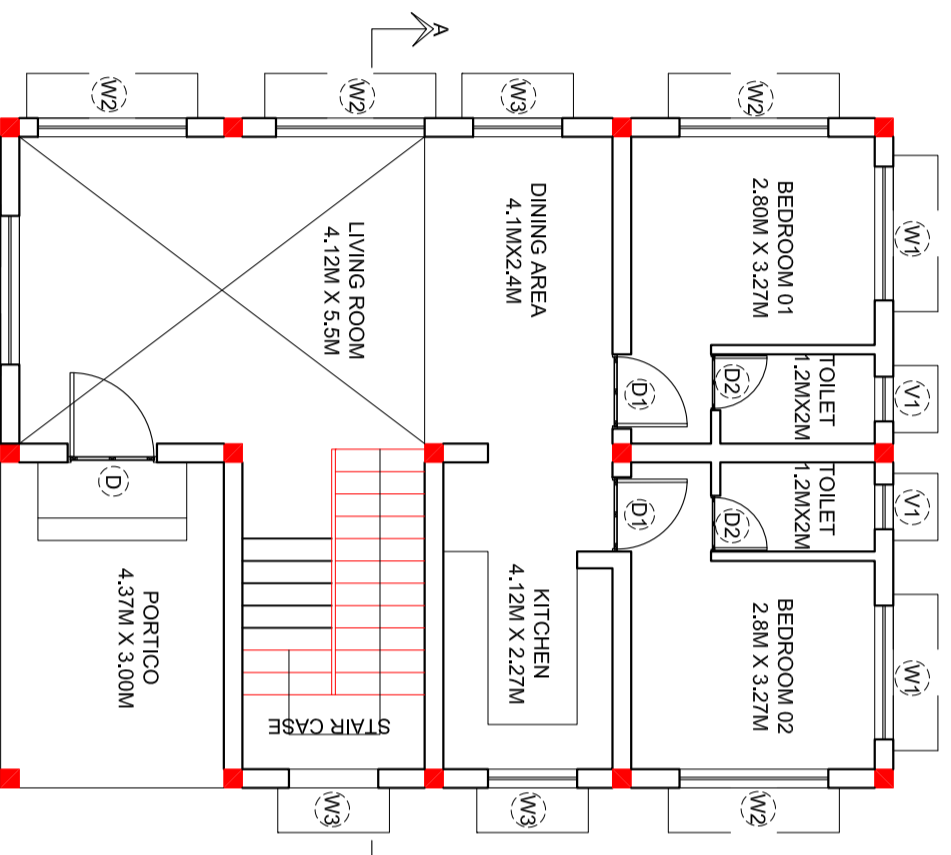 A
W2
W2
W3
W2
W1
BEDROOM 01
2.80M X 3.27M
DINING AREA
4.1MX2.4M
LIVING ROOM
4.12M X 5.5M
TOILET
1.2MX2M
V1
D2
D1
D
TOILET
1.2MX2M
V1
D2
D1
KITCHEN
4.12M X 2.27M
BEDROOM 02
2.8M X 3.27M
W1
PORTICO
4.37M X 3.00M
STAIR CASE
W3
W3
W2